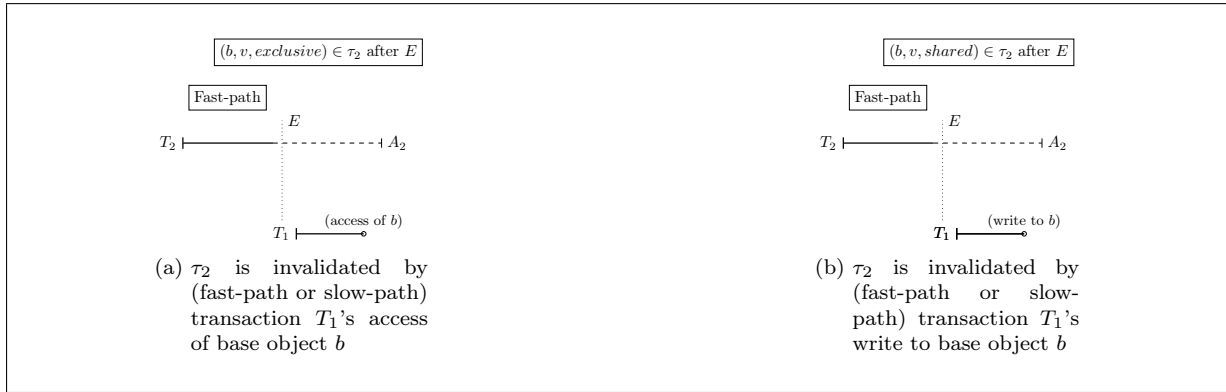 (b, v, exclusive) ∈ τ₂ after E
Fast-path
E
T₂
A₂
(access of b)
T₁
(a) τ₂ is invalidated by
(fast-path or slow-path)
transaction T₁'s access
of base object b
(b, v, shared) ∈ τ₂ after E
Fast-path
E
T₂
A₂
(write to b)
T₁
(b) τ₂ is invalidated by
(fast-path or slow-
path) transaction T₁'s
write to base object b